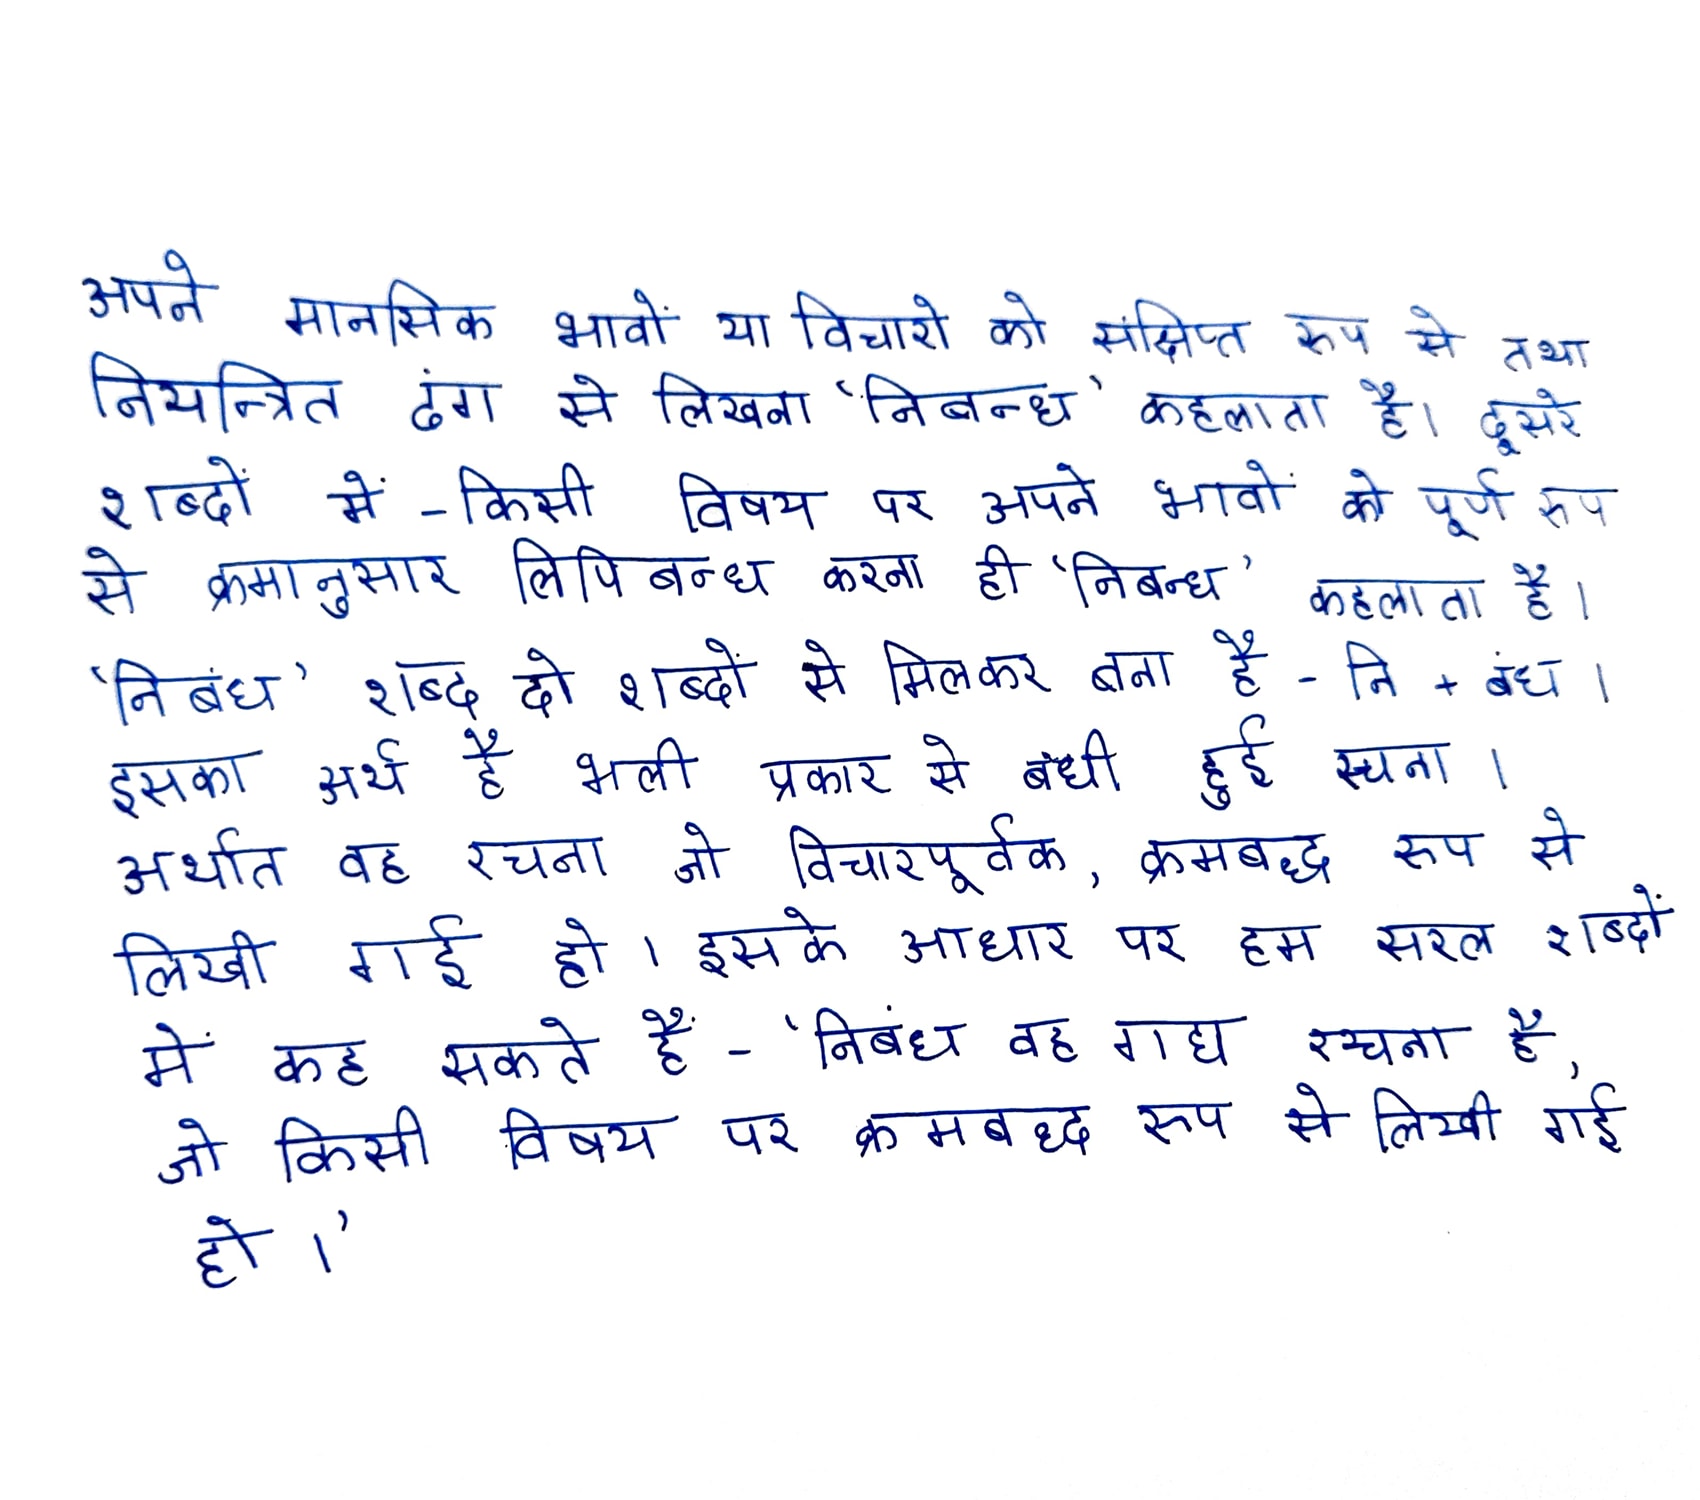 अपने मानसिक भावों या विचारो को संक्षिप्त रूप से तथा
नियन्त्रित ढंग से लिखना 'निबन्ध' कहलाता है। दूसरे
शब्दों में - किसी विषय पर अपने भावों को पूर्ण रूप
से क्रमानुसार लिपिबन्ध करना ही 'निबन्ध' कहलाता है।
'निबंध' शब्द दो शब्दों से मिलकर बना है - नि + बंध।
इसका अर्थ है भली प्रकार से बंधी हुई रचना।
अर्थात वह रचना जो विचारपूर्वक, क्रमबद्ध रूप से
लिखी गई हो। इसके आधार पर हम सरल शब्दों
में कह सकते हैं - 'निबंध वह गद्य रचना है,
जो किसी विषय पर क्रमबध्द रूप से लिखी गई
हो।'